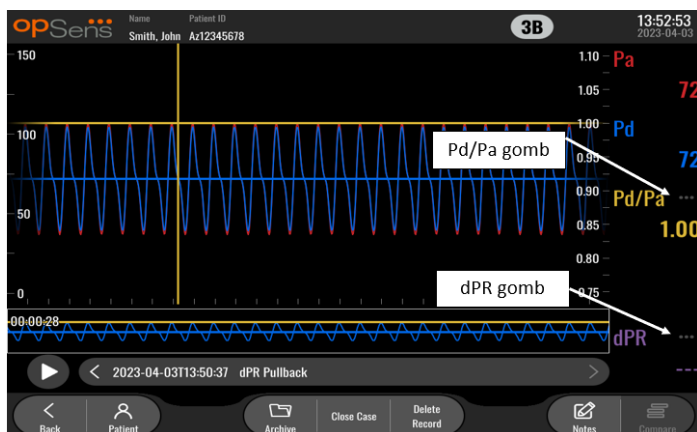 opSens
Name Patient ID
Smith, John Az12345678
3B
13:52:53
2023-04-03
150
100
50
0
1.10
1.05
1.00
0.95
0.90
0.85
0.80
0.75
Pa
72
Pd
72
Pd/Pa
1.00
dPR
---
Pd/Pa gomb
dPR gomb
00:00:28
2023-04-03T13:50:37 dPR Pullback
Back
Patient
Archive
Close Case
Delete
Record
Notes
Compare